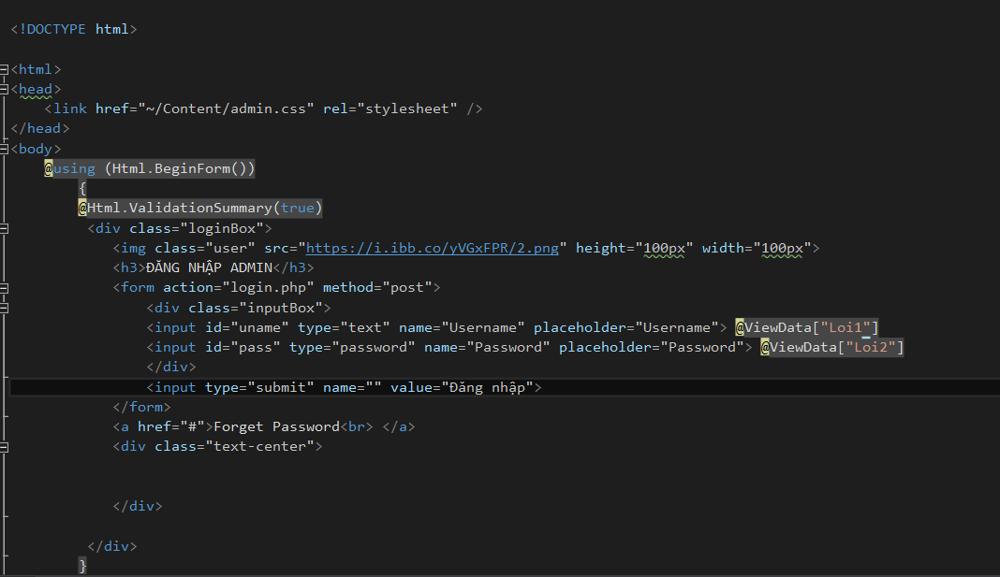 <!DOCTYPE html>
<html>
<head>
<link href="~/Content/admin.css" rel="stylesheet" />
</head>
<body>
@using (Html.BeginForm())
{
@Html.ValidationSummary(true)
<div class="loginBox">
<img class="user" src="https://i.ibb.co/yVGxFPR/2.png" height="100px" width="100px">
<h3>ĐĂNG NHẬP ADMIN</h3>
<form action="login.php" method="post">
<div class="inputBox">
<input id="uname" type="text" name="Username" placeholder="Username"> @ViewData["Loi1"]
<input id="pass" type="password" name="Password" placeholder="Password"> @ViewData["Loi2"]
</div>
<input type="submit" name="" value="Đăng nhập">
</form>
<a href="#">Forget Password<br> </a>
<div class="text-center">
</div>
</div>
}